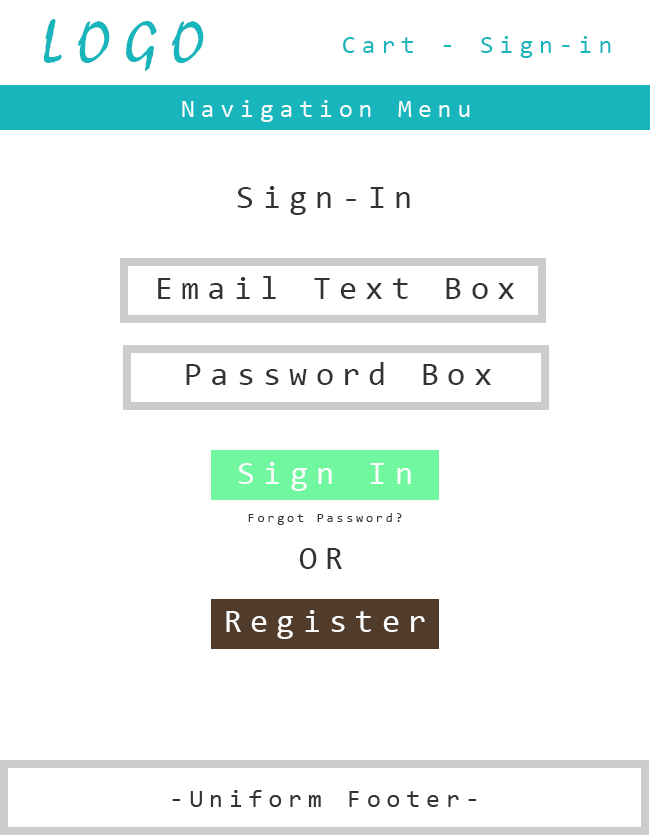 LOGO
Cart - Sign-in
Navigation Menu
Sign-In
Email Text Box
Password Box
Sign In
Forgot Password?
OR
Register
-Uniform Footer-